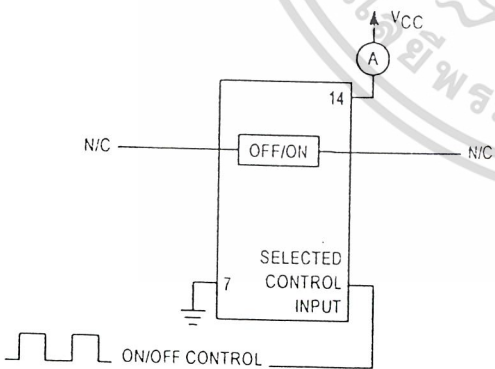 VCC
A
14
N/C
OFF/ON
N/C
SELECTED
7
CONTROL
INPUT
ON/OFF CONTROL